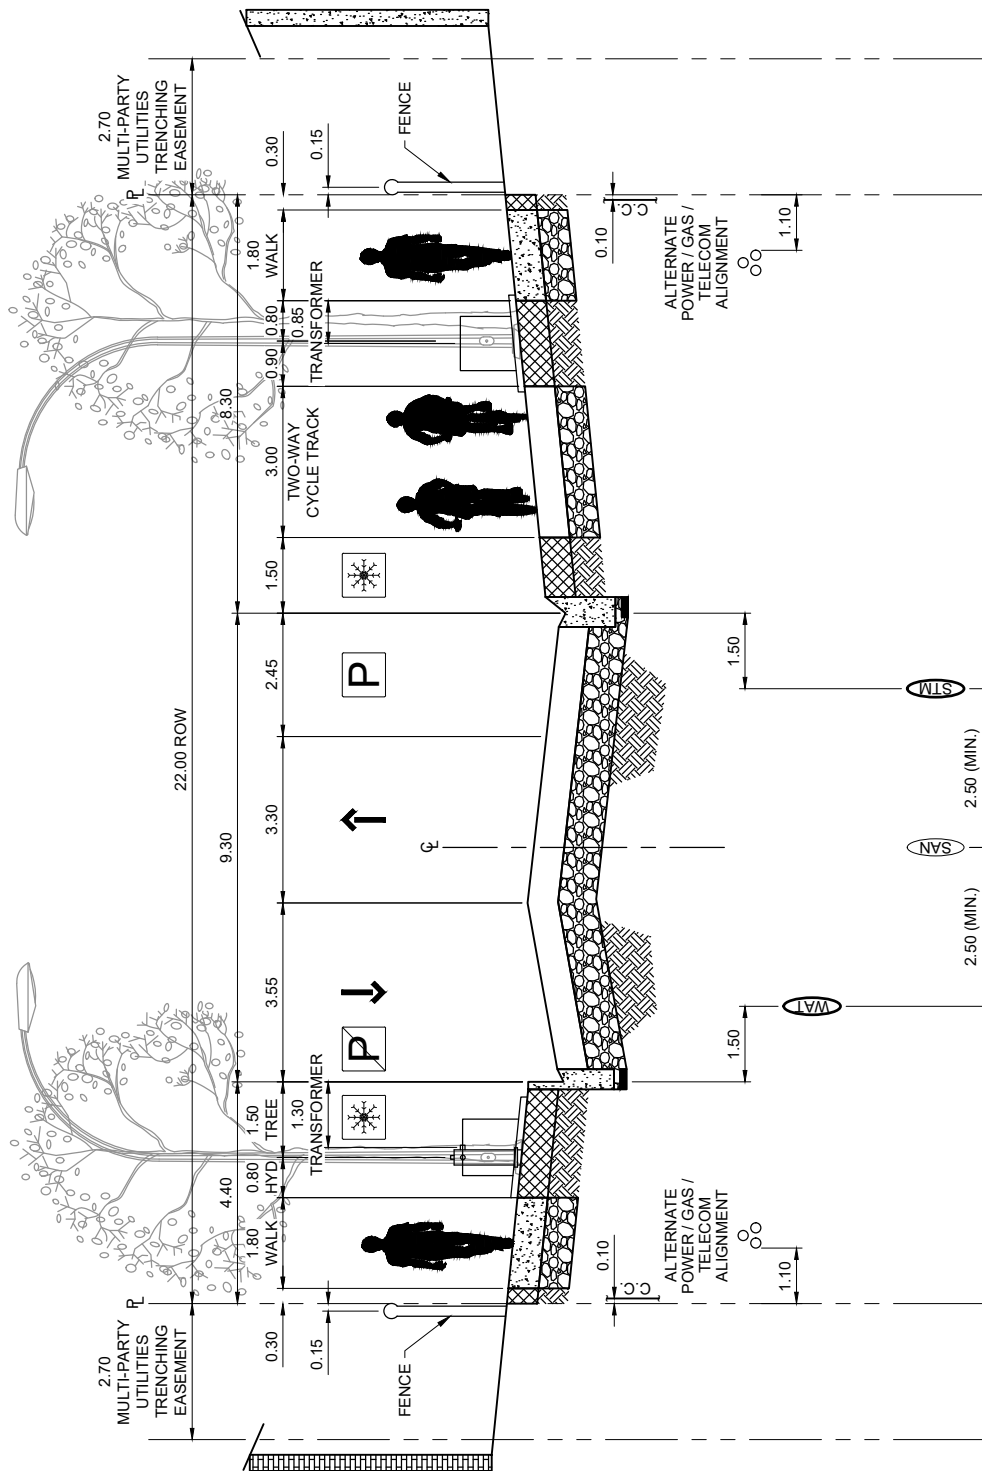 2.70
MULTI-PARTY
UTILITIES
TRENCHING
EASEMENT
PL
22.00 ROW
PL
2.70
MULTI-PARTY
UTILITIES
TRENCHING
EASEMENT
4.40
9.30
8.30
0.30
1.80
WALK
0.80
HYD
1.50
TREE
3.55
3.30
2.45
1.50
3.00
TWO-WAY
CYCLE TRACK
0.90
0.80
1.80
WALK
0.30
0.15
1.30
TRANSFORMER
0.85
TRANSFORMER
0.15
P
P
FENCE
FENCE
CL
0.10
C.C.
0.10
C.C.
ALTERNATE
POWER / GAS /
TELECOM
ALIGNMENT
1.10
1.50
1.50
ALTERNATE
POWER / GAS /
TELECOM
ALIGNMENT
1.10
WAT
SAN
STM
2.50 (MIN.)
2.50 (MIN.)